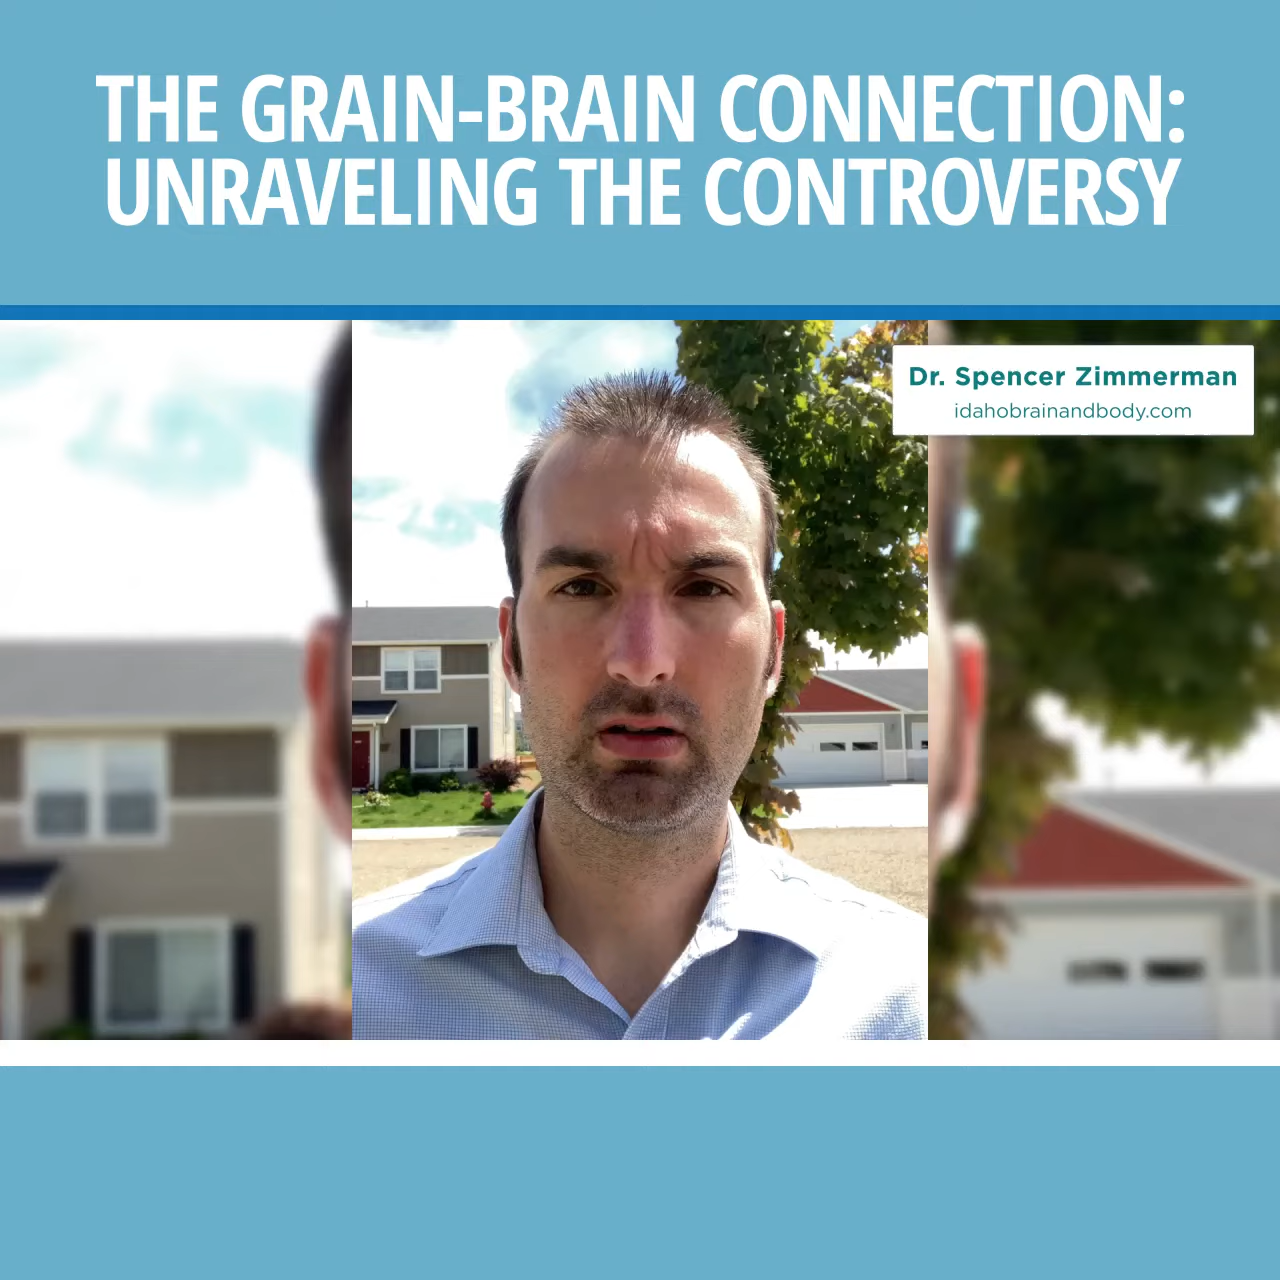 THE GRAIN-BRAIN CONNECTION:
UNRAVELING THE CONTROVERSY
Dr. Spencer Zimmerman
idahobrainandbody.com